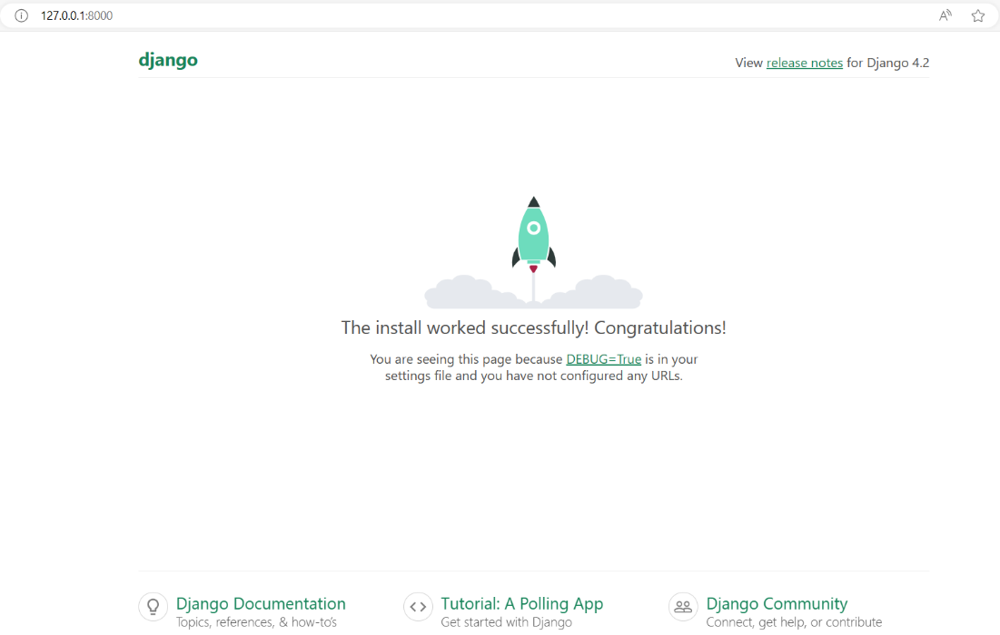 127.0.0.1:8000
django
View release notes for Django 4.2
The install worked successfully! Congratulations!
You are seeing this page because DEBUG=True is in your
settings file and you have not configured any URLs.
Django Documentation
Topics, references, & how-to's
Tutorial: A Polling App
Get started with Django
Django Community
Connect, get help, or contribute